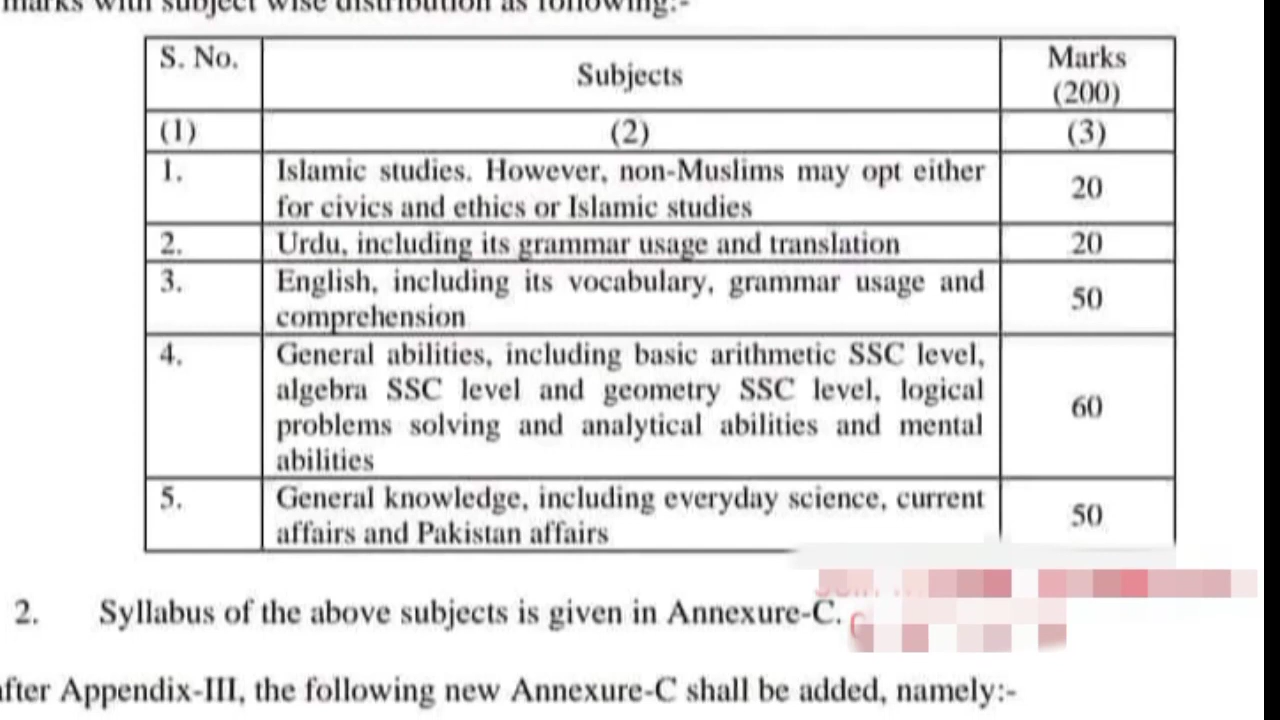 marks with subject wise distribution as following:-
S. No.
Subjects
Marks
(200)
(1)
(2)
(3)
1.
Islamic studies. However, non-Muslims may opt either
for civics and ethics or Islamic studies
20
2.
Urdu, including its grammar usage and translation
20
3.
English, including its vocabulary, grammar usage and
comprehension
50
4.
General abilities, including basic arithmetic SSC level,
algebra SSC level and geometry SSC level, logical
problems solving and analytical abilities and mental
abilities
60
5.
General knowledge, including everyday science, current
affairs and Pakistan affairs
50
2. Syllabus of the above subjects is given in Annexure-C.
after Appendix-III, the following new Annexure-C shall be added, namely:-